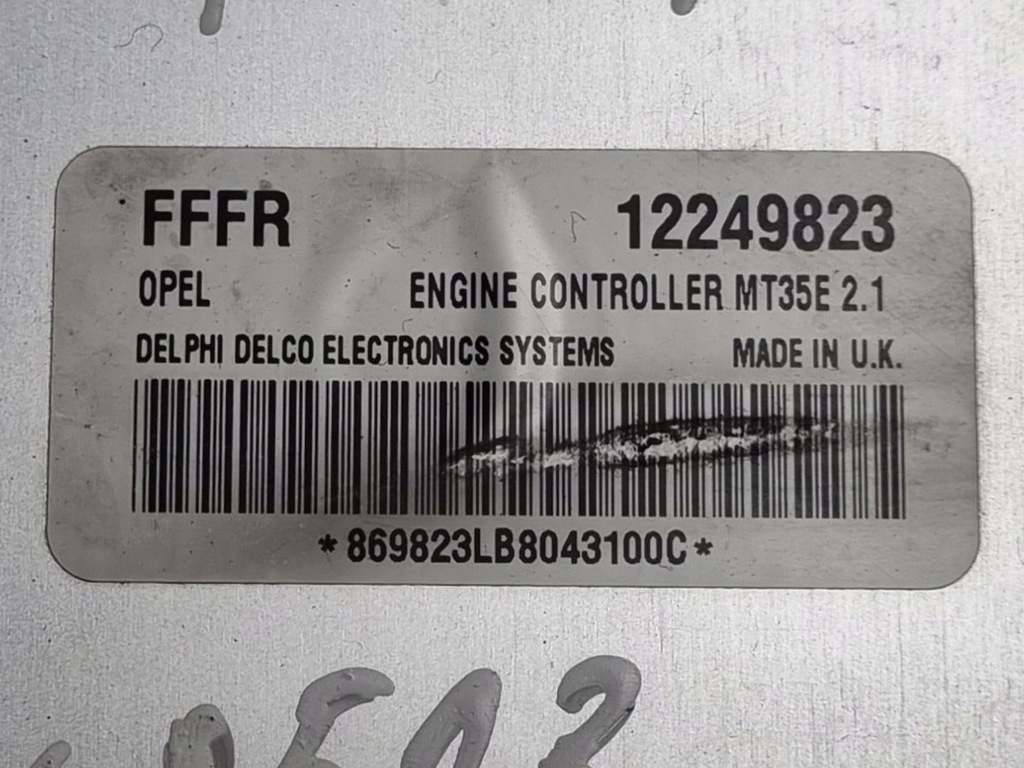 FFFR 12249823
OPEL ENGINE CONTROLLER MT35E 2.1
DELPHI DELCO ELECTRONICS SYSTEMS MADE IN U.K.
*869823LB8043100C*